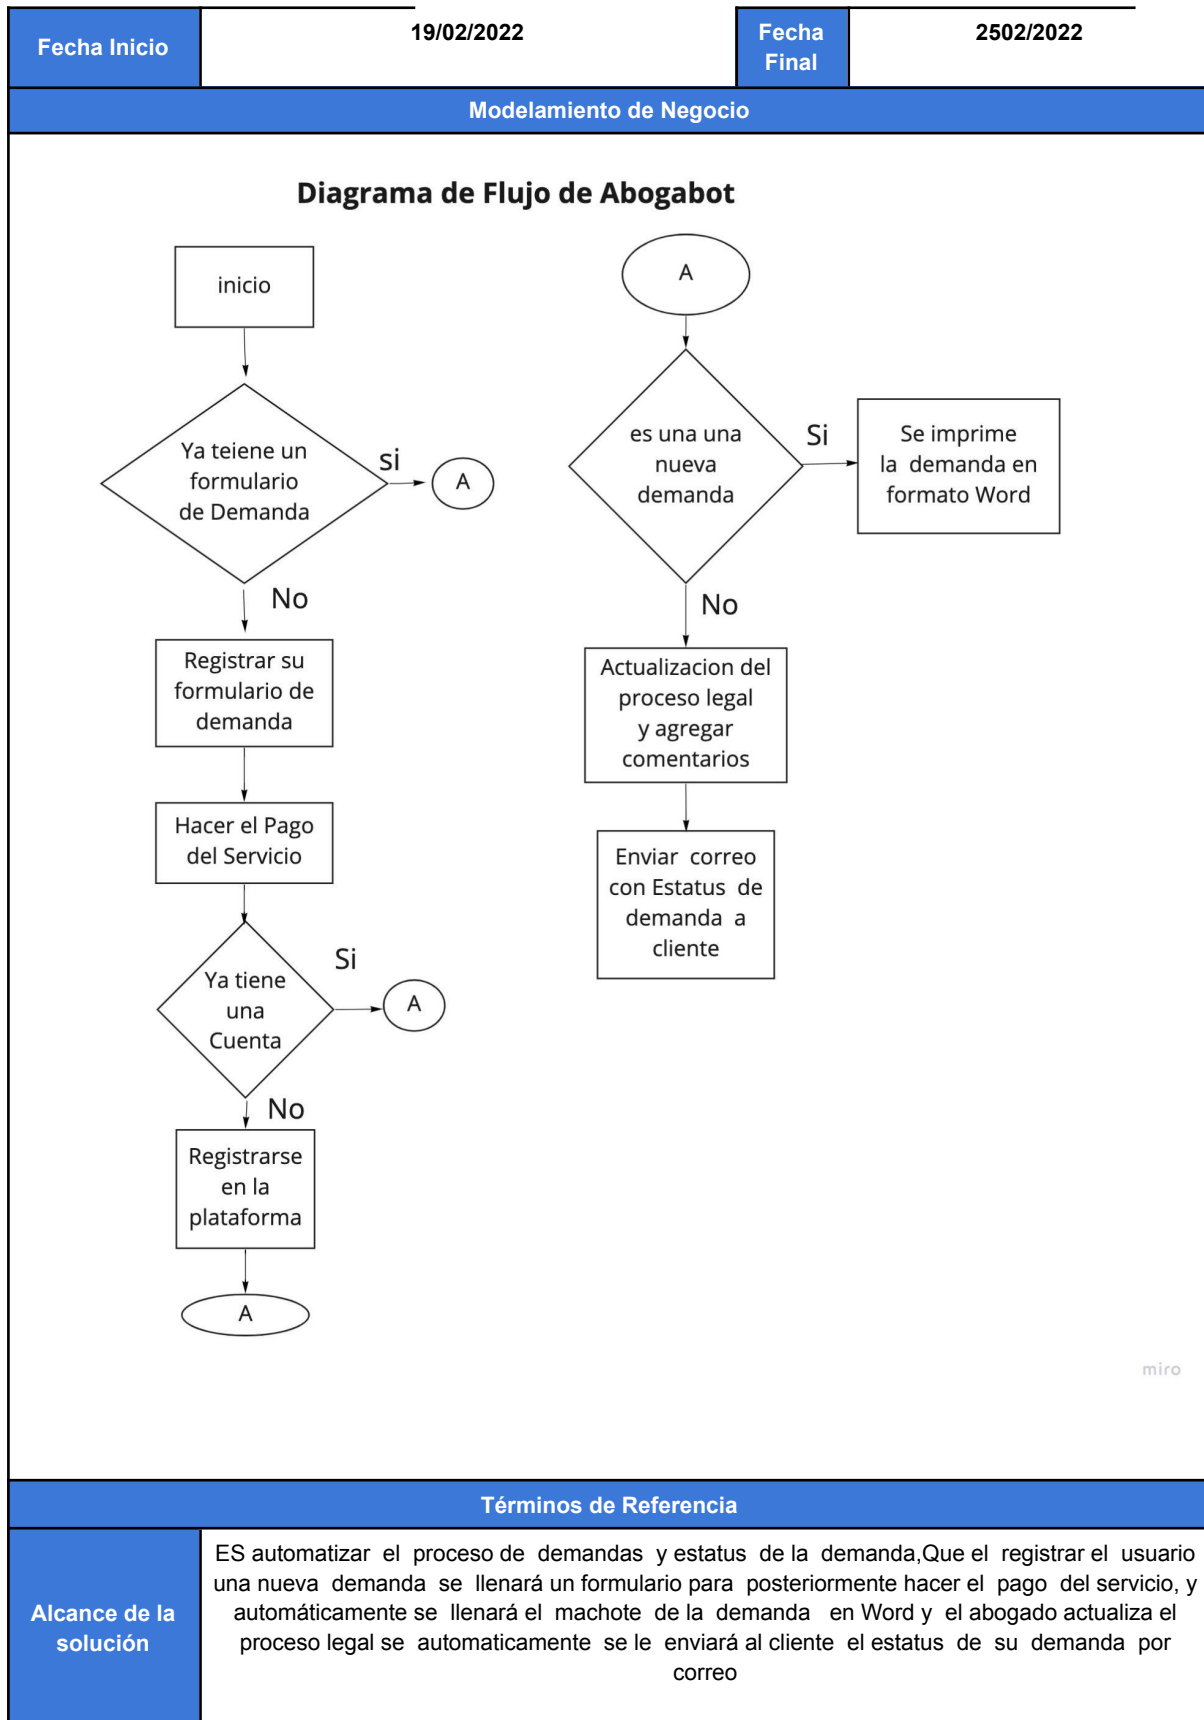 Fecha Inicio
19/02/2022
Fecha
Final
2502/2022
Modelamiento de Negocio
Diagrama de Flujo de Abogabot
inicio
Ya teiene un
formulario
de Demanda
si
A
No
Registrar su
formulario de
demanda
Hacer el Pago
del Servicio
Ya tiene
una
Cuenta
Si
A
No
Registrarse
en la
plataforma
A
A
es una una
nueva
demanda
Si
Se imprime
la demanda en
formato Word
No
Actualizacion del
proceso legal
y agregar
comentarios
Enviar correo
con Estatus de
demanda a
cliente
miro
Términos de Referencia
Alcance de la
solución
ES automatizar el proceso de demandas y estatus de la demanda,Que el registrar el usuario
una nueva demanda se llenará un formulario para posteriormente hacer el pago del servicio, y
automáticamente se llenará el machote de la demanda en Word y el abogado actualiza el
proceso legal se automaticamente se le enviará al cliente el estatus de su demanda por
correo